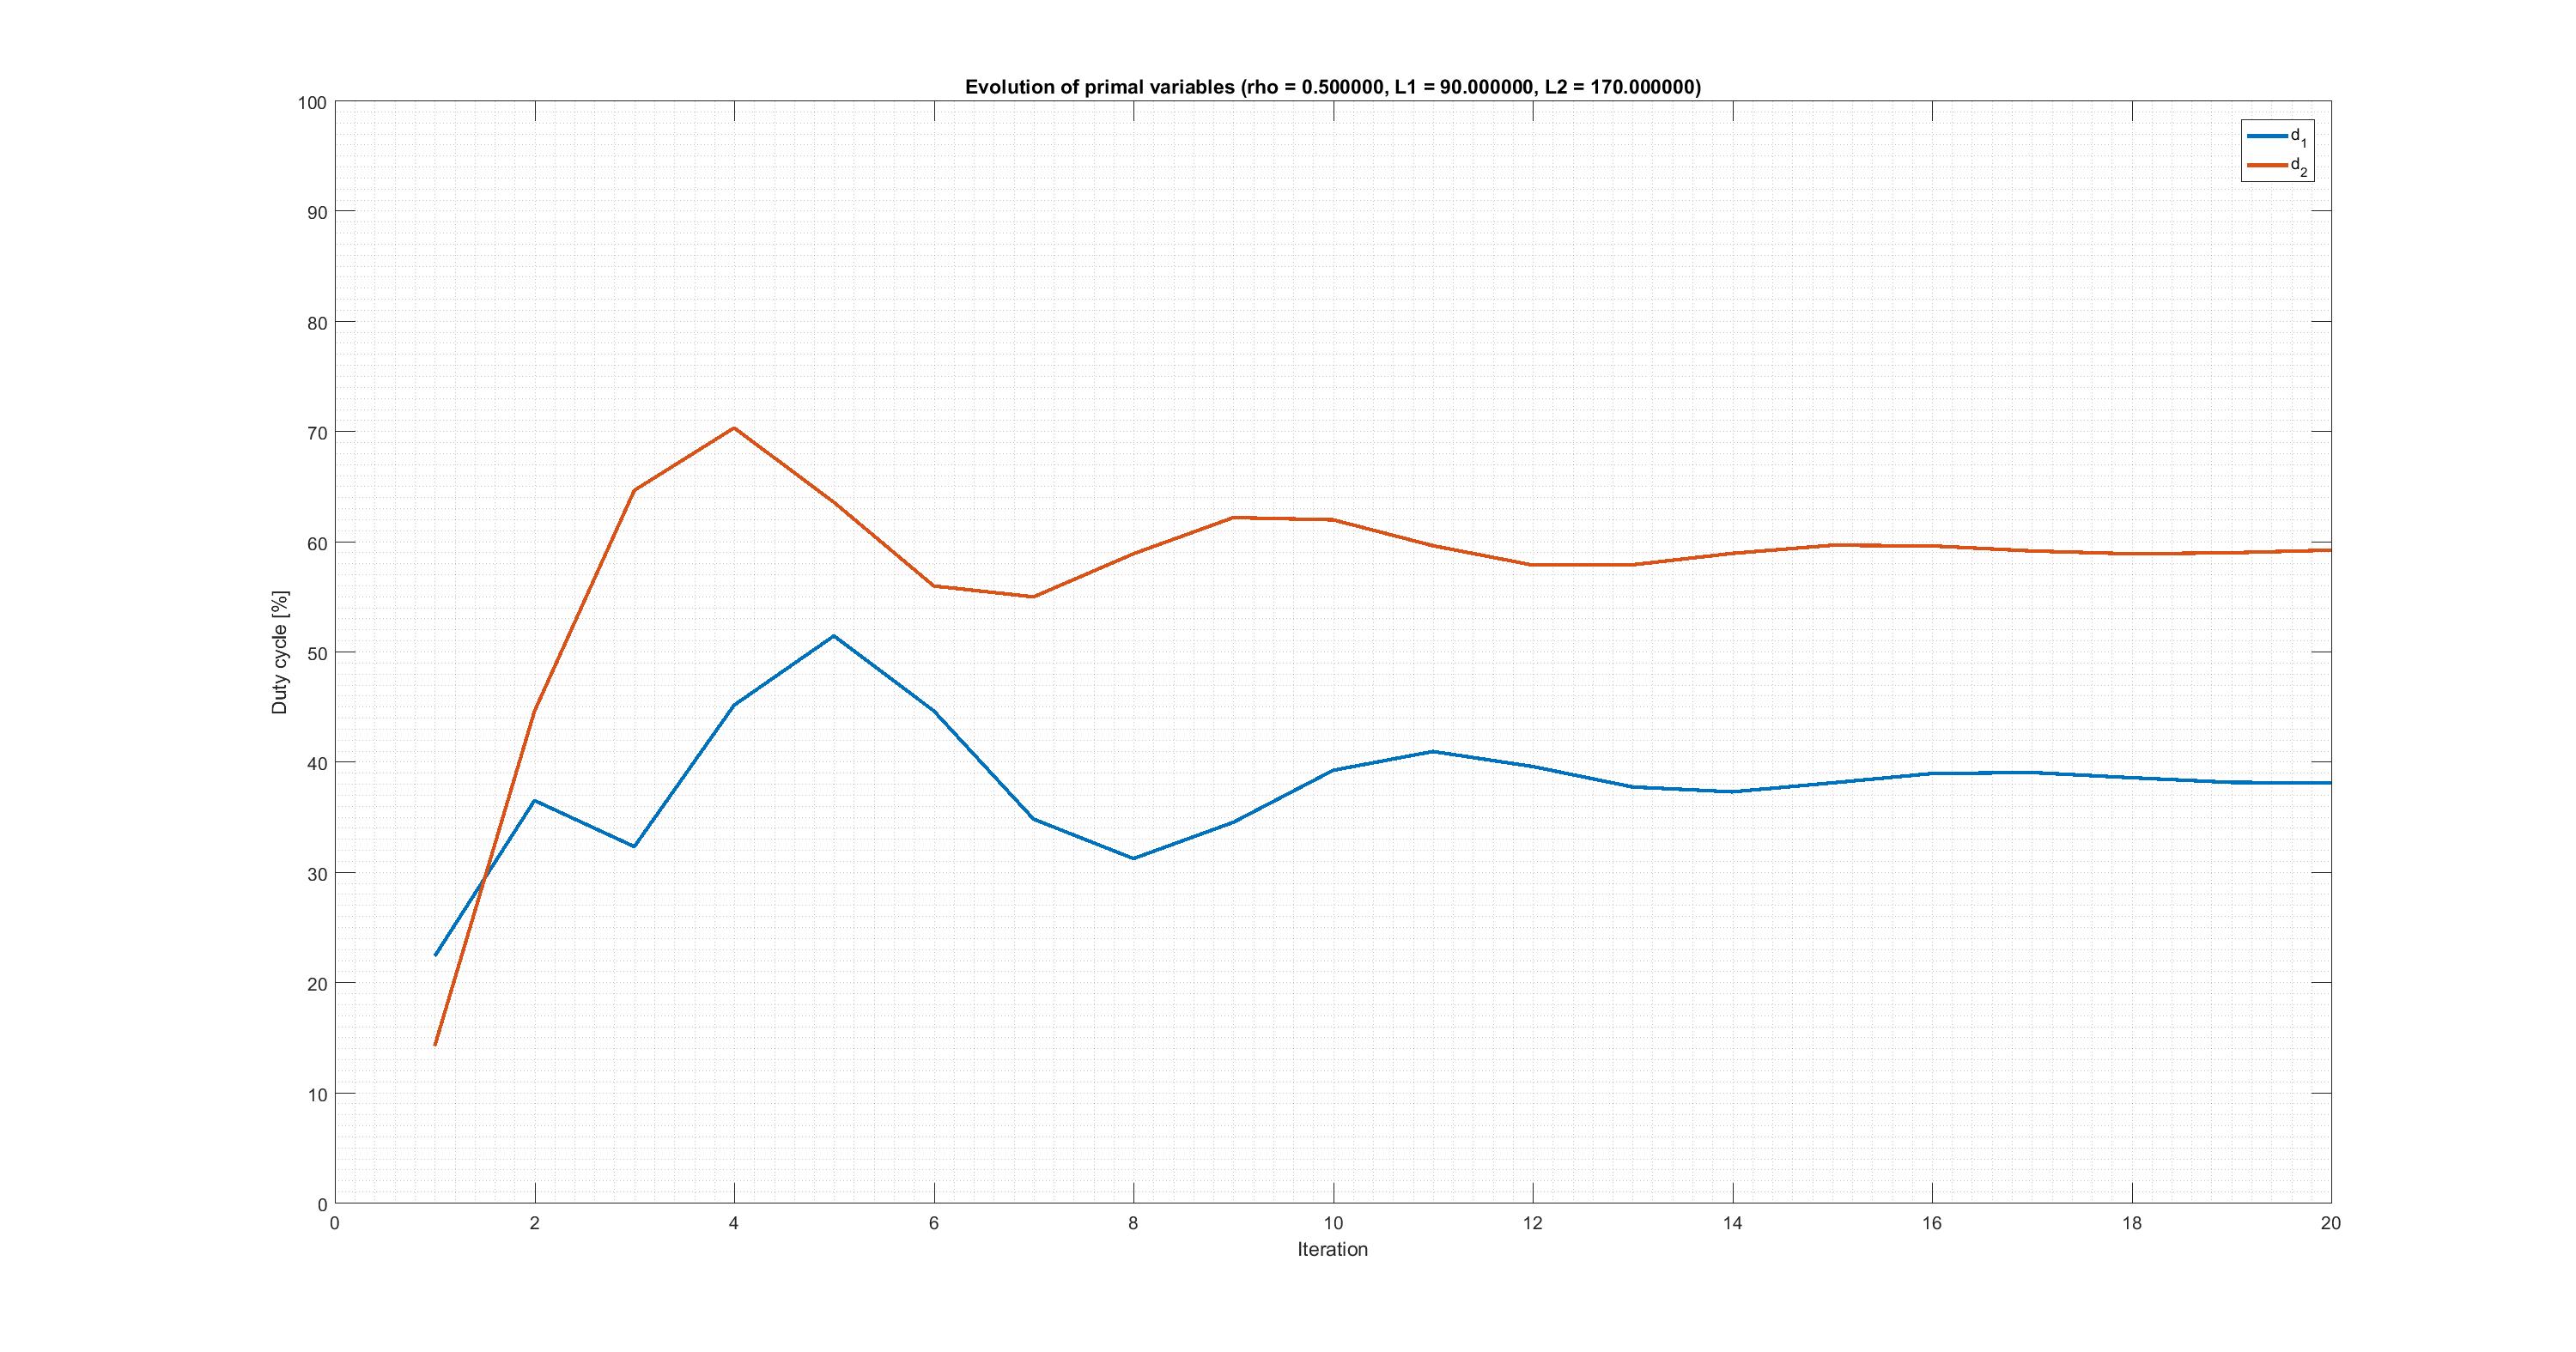 Evolution of primal variables (rho = 0.500000, L1 = 90.000000, L2 = 170.000000)
100
90
80
70
60
50
40
30
20
10
0
Duty cycle [%]
d1
d2
0 2 4 6 8 10 12 14 16 18 20
Iteration